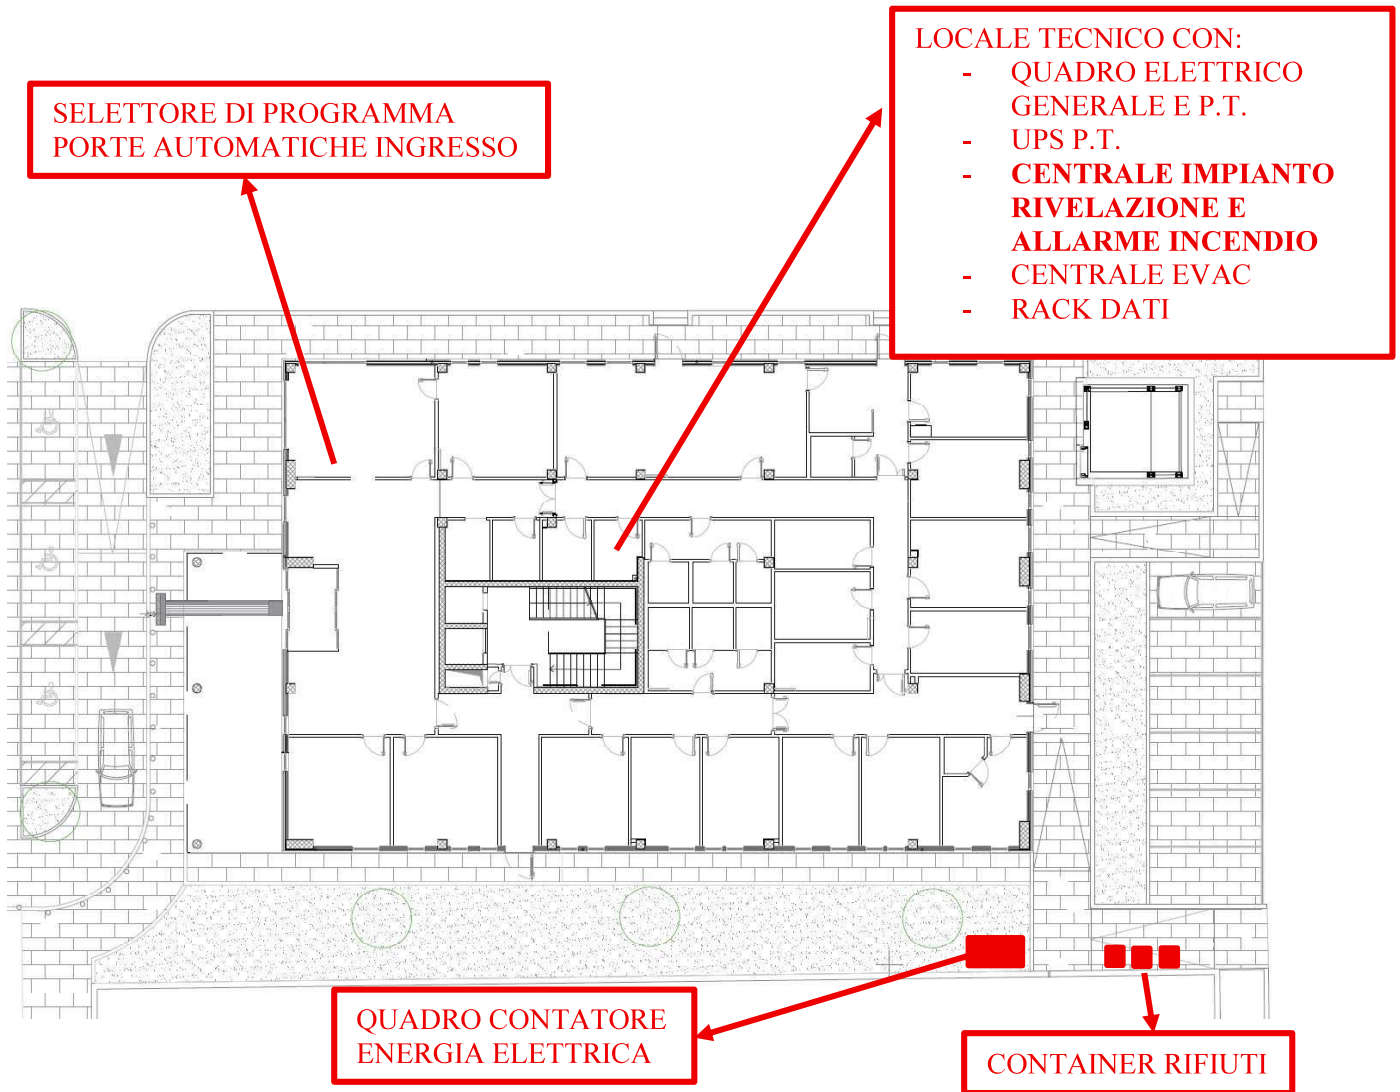 LOCALE TECNICO CON:
- QUADRO ELETTRICO
GENERALE E P.T.
- UPS P.T.
- CENTRALE IMPIANTO
RIVELAZIONE E
ALLARME INCENDIO
- CENTRALE EVAC
- RACK DATI
SELETTORE DI PROGRAMMA
PORTE AUTOMATICHE INGRESSO
QUADRO CONTATORE
ENERGIA ELETTRICA
CONTAINER RIFIUTI